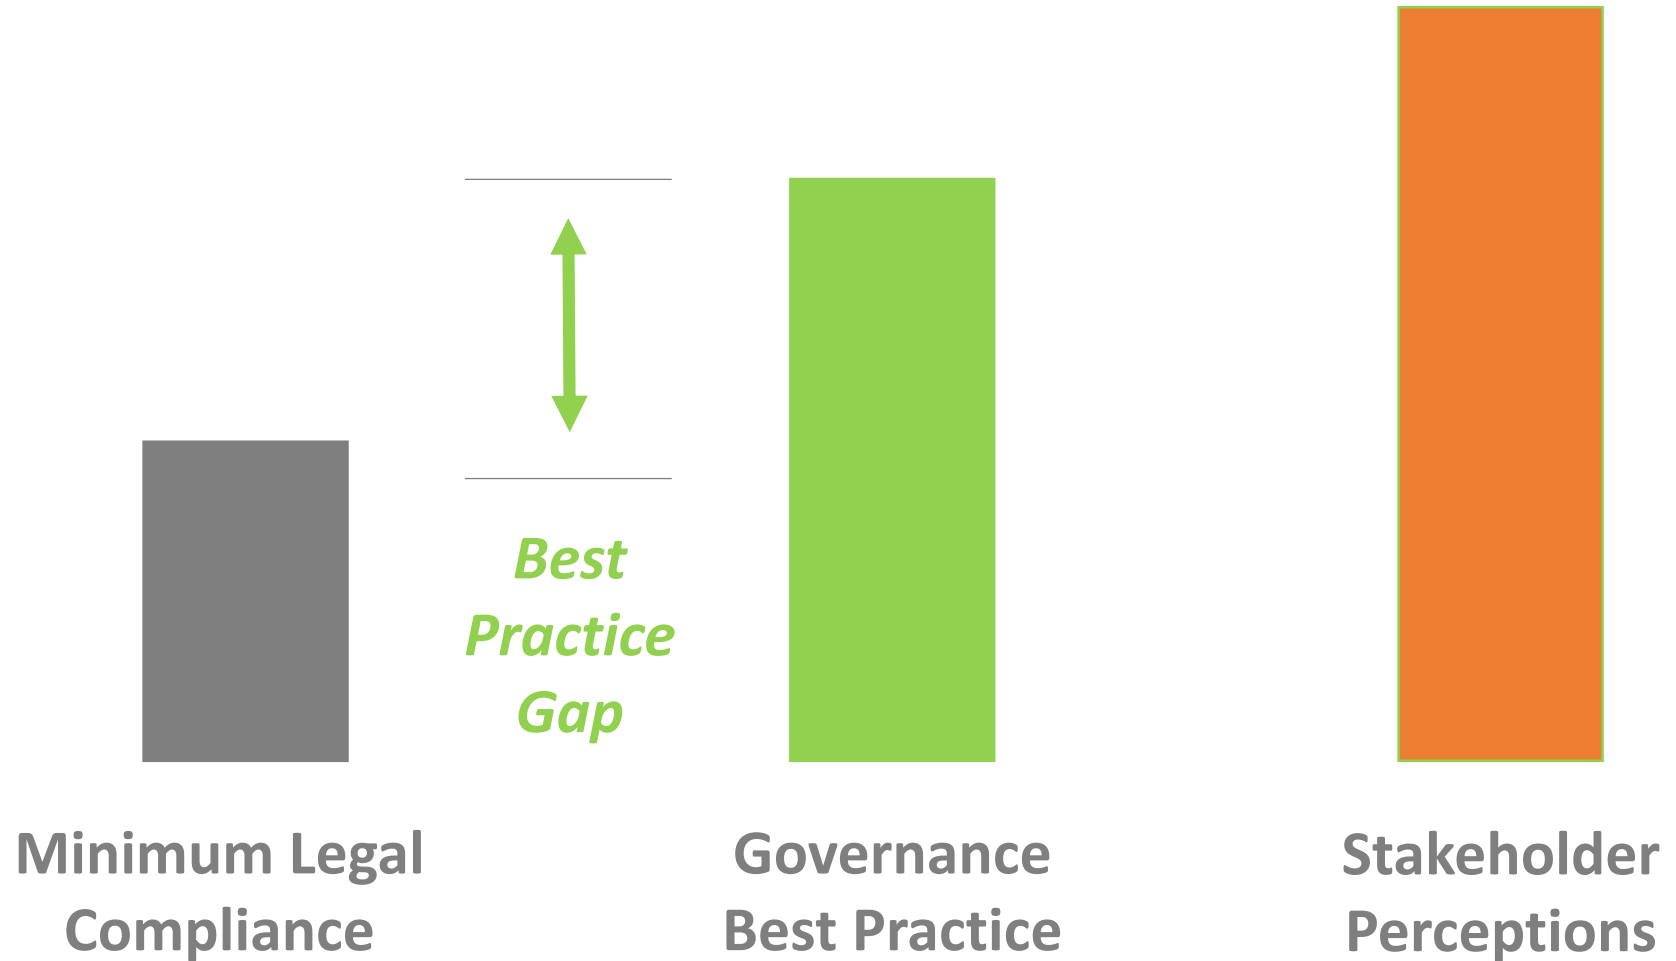 Best
Practice
Gap
Minimum Legal
Compliance
Governance
Best Practice
Stakeholder
Perceptions